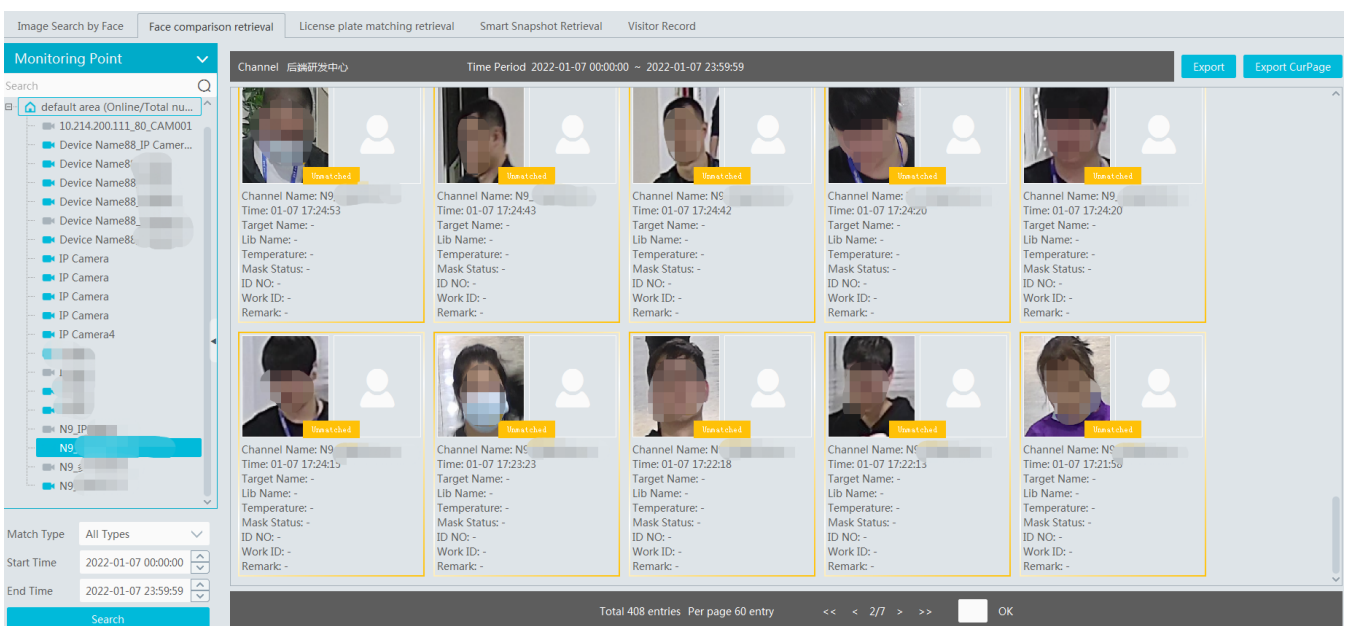 Image Search by Face
Face comparison retrieval
License plate matching retrieval
Smart Snapshot Retrieval
Visitor Record
Monitoring Point
Search
default area (Online/Total nu...
10.214.200.111_80_CAM001
Device Name88_IP Camer...
Device Name8
Device Name88
Device Name88_
Device Name88_
Device Name88
IP Camera
IP Camera
IP Camera
IP Camera
IP Camera4
N9_IP
N9_
N9_
N9_
Match Type All Types
Start Time 2022-01-07 00:00:00
End Time 2022-01-07 23:59:59
Search
Channel 后端研发中心 Time Period 2022-01-07 00:00:00 ~ 2022-01-07 23:59:59
Export
Export CurPage
Unmatched
Channel Name: N9_
Time: 01-07 17:24:53
Target Name: -
Lib Name: -
Temperature: -
Mask Status: -
ID NO: -
Work ID: -
Remark: -
Unmatched
Channel Name: N9_
Time: 01-07 17:24:43
Target Name: -
Lib Name: -
Temperature: -
Mask Status: -
ID NO: -
Work ID: -
Remark: -
Unmatched
Channel Name: N9
Time: 01-07 17:24:42
Target Name: -
Lib Name: -
Temperature: -
Mask Status: -
ID NO: -
Work ID: -
Remark: -
Unmatched
Channel Name:
Time: 01-07 17:24:20
Target Name: -
Lib Name: -
Temperature: -
Mask Status: -
ID NO: -
Work ID: -
Remark: -
Unmatched
Channel Name: N9_
Time: 01-07 17:24:20
Target Name: -
Lib Name: -
Temperature: -
Mask Status: -
ID NO: -
Work ID: -
Remark: -
Unmatched
Channel Name: N9
Time: 01-07 17:24:15
Target Name: -
Lib Name: -
Temperature: -
Mask Status: -
ID NO: -
Work ID: -
Remark: -
Unmatched
Channel Name: N9
Time: 01-07 17:23:23
Target Name: -
Lib Name: -
Temperature: -
Mask Status: -
ID NO: -
Work ID: -
Remark: -
Unmatched
Channel Name: N
Time: 01-07 17:22:18
Target Name: -
Lib Name: -
Temperature: -
Mask Status: -
ID NO: -
Work ID: -
Remark: -
Unmatched
Channel Name: N9
Time: 01-07 17:22:13
Target Name: -
Lib Name: -
Temperature: -
Mask Status: -
ID NO: -
Work ID: -
Remark: -
Unmatched
Channel Name: N9
Time: 01-07 17:21:58
Target Name: -
Lib Name: -
Temperature: -
Mask Status: -
ID NO: -
Work ID: -
Remark: -
Total 408 entries Per page 60 entry << < 2/7 > >> OK